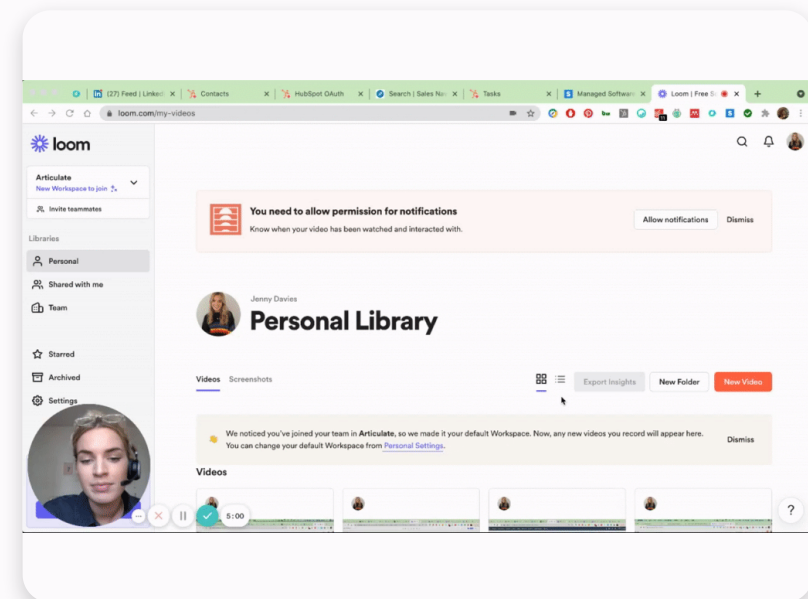 (27) Feed | Linked
Contacts
HubSpot OAuth
Search | Sales Nav
Tasks
Managed Software
Loom | Free S
loom.com/my-videos
loom
Articulate
New Workspace to join
Invite teammates
Libraries
Personal
Shared with me
Team
Starred
Archived
Settings
You need to allow permission for notifications
Know when your video has been watched and interacted with.
Allow notifications
Dismiss
Jenny Davies
Personal Library
Videos
Screenshots
Export Insights
New Folder
New Video
We noticed you've joined your team in Articulate, so we made it your default Workspace. Now, any new videos you record will appear here.
You can change your default Workspace from Personal Settings.
Dismiss
Videos
5:00
?